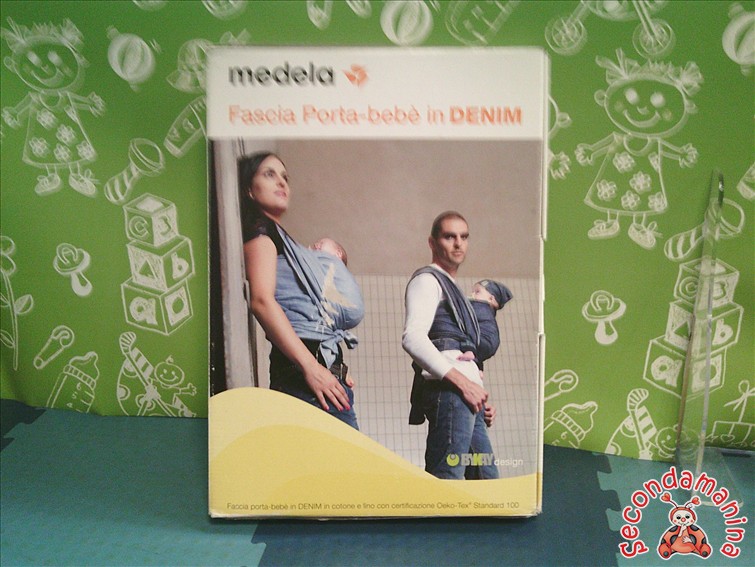 medela
Fascia Porta-bebè in DENIM
BYKAY design
Fascia porta-bebè in DENIM in cotone e lino con certificazione Oeko-Tex® Standard 100
Secondamanina